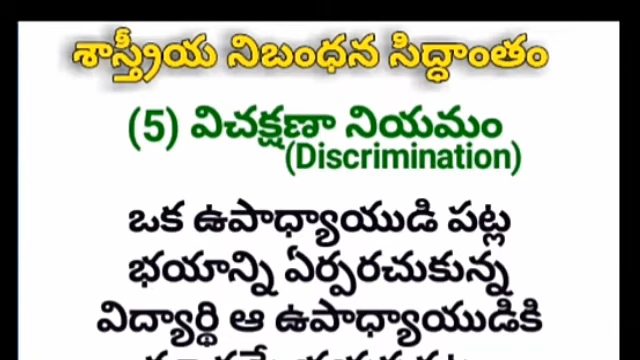 శాస్త్రీయ నిబంధన సిద్ధాంతం
(5) విచక్షణా నియమం
(Discrimination)
ఒక ఉపాధ్యాయుడి పట్ల
భయాన్ని ఏర్పరచుకున్న
విద్యార్థి ఆ ఉపాధ్యాయుడికి